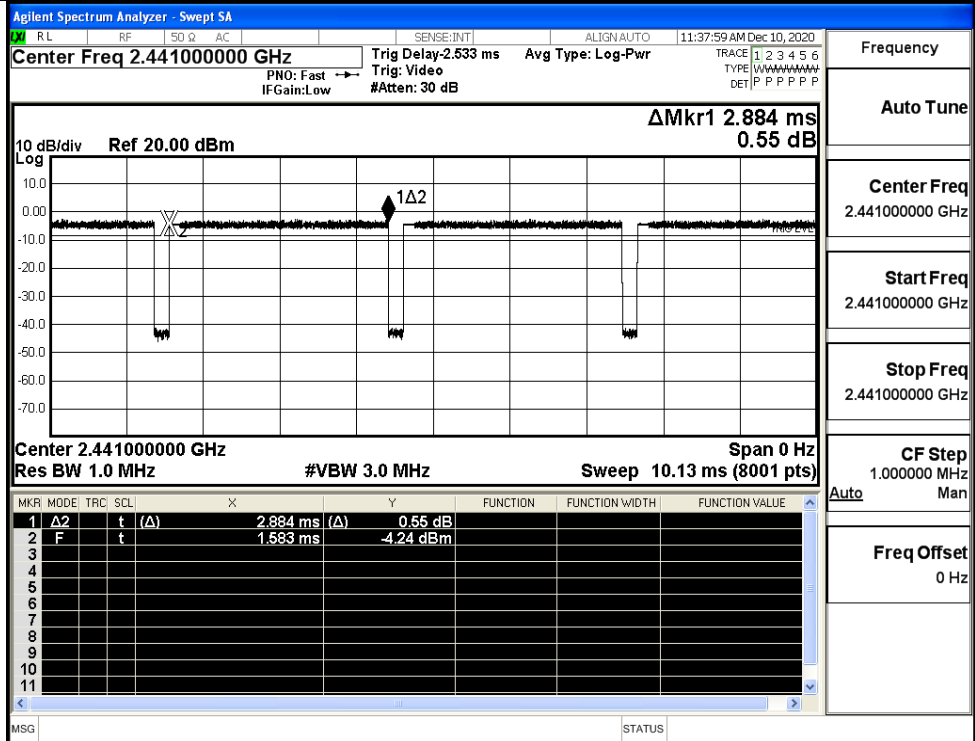 Agilent Spectrum Analyzer - Swept SA
LXI RL RF 50 Ω AC SENSE:INT ALIGN AUTO 11:37:59 AM Dec 10, 2020
Center Freq 2.441000000 GHz
PNO: Fast
IFGain:Low
Trig Delay-2.533 ms
Trig: Video
#Atten: 30 dB
Avg Type: Log-Pwr
TRACE 1 2 3 4 5 6
TYPE WWWWWW
DET P P P P P P
Frequency
Auto Tune
Center Freq
2.441000000 GHz
Start Freq
2.441000000 GHz
Stop Freq
2.441000000 GHz
CF Step
1.000000 MHz
Auto Man
Freq Offset
0 Hz
ΔMkr1 2.884 ms
0.55 dB
10 dB/div Ref 20.00 dBm
Log
10.0
0.00
-10.0
-20.0
-30.0
-40.0
-50.0
-60.0
-70.0
1Δ2
2
Center 2.441000000 GHz Span 0 Hz
Res BW 1.0 MHz #VBW 3.0 MHz Sweep 10.13 ms (8001 pts)
MKR MODE TRC SCL X Y FUNCTION FUNCTION WIDTH FUNCTION VALUE
1 Δ2 t (Δ) 2.884 ms (Δ) 0.55 dB
2 F t 1.583 ms -4.24 dBm
3
4
5
6
7
8
9
10
11
MSG STATUS